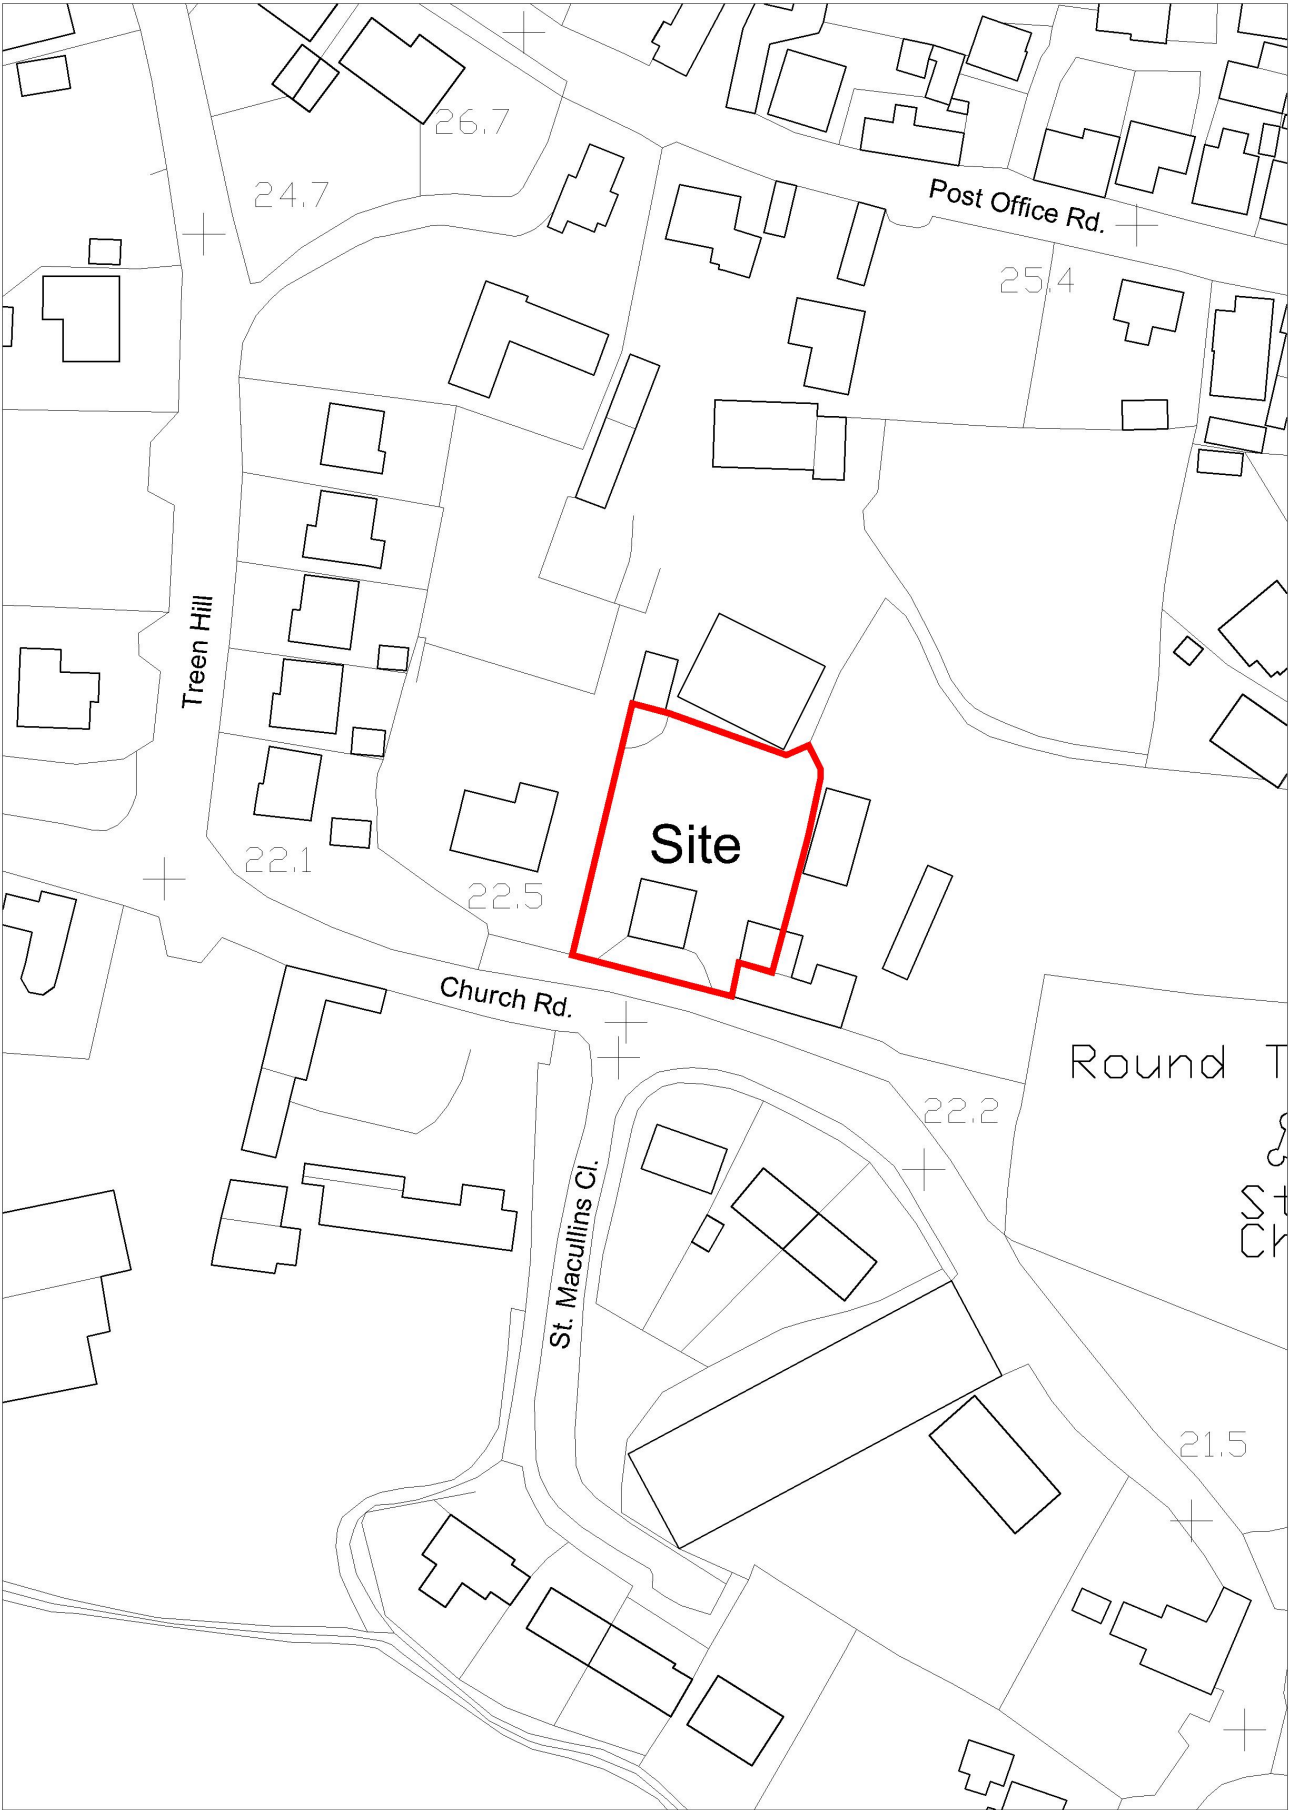 26.7
24.7
Post Office Rd.
25.4
Treen Hill
Site
22.1
22.5
Church Rd.
Round
22.2
St. Macullins Cl.
21.5